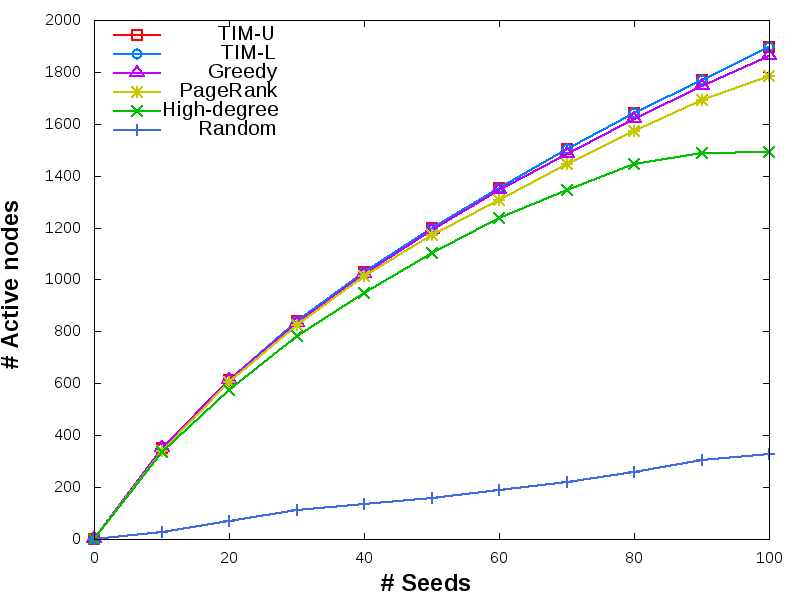 2000
1800
1600
1400
1200
1000
800
600
400
200
0
# Active nodes
TIM-U
TIM-L
Greedy
PageRank
High-degree
Random
0 20 40 60 80 100
# Seeds